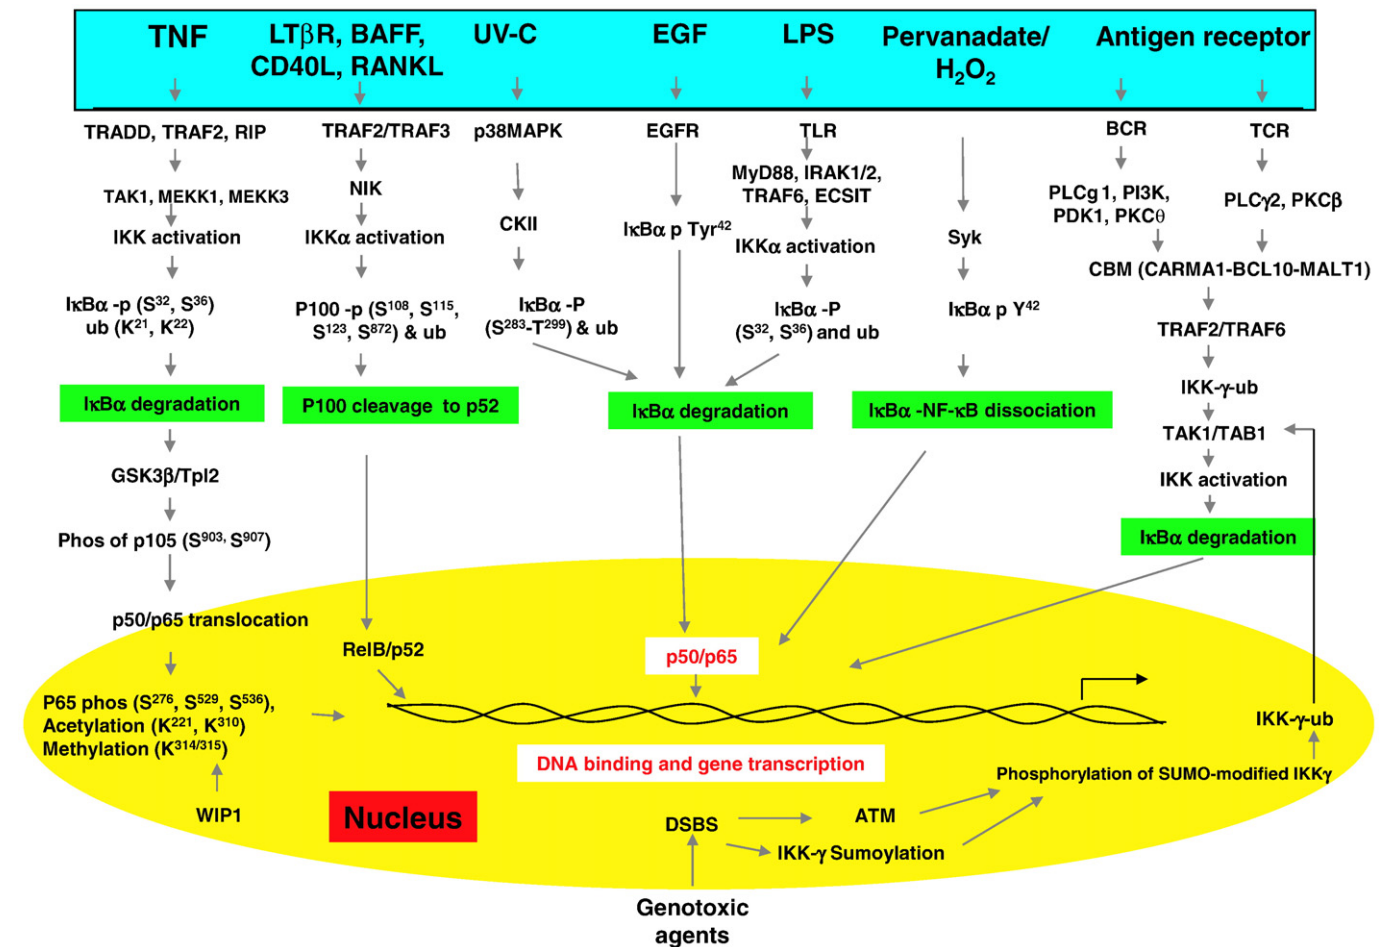 TNF
LTβR, BAFF,
CD40L, RANKL
UV-C
EGF
LPS
Pervanadate/
H₂O₂
Antigen receptor
TRADD, TRAF2, RIP
TAK1, MEKK1, MEKK3
IKK activation
IκBα -p (S³², S³⁶)
ub (K²¹, K²²)
IκBα degradation
GSK3β/Tpl2
Phos of p105 (S⁹⁰³, S⁹⁰⁷)
p50/p65 translocation
P65 phos (S²⁷⁶, S⁵²⁹, S⁵³⁶),
Acetylation (K²²¹, K³¹⁰)
Methylation (K³¹⁴/³¹⁵)
WIP1
TRAF2/TRAF3
NIK
IKKα activation
P100 -p (S¹⁰⁸, S¹¹⁵,
S¹²³, S⁸⁷²) & ub
P100 cleavage to p52
RelB/p52
p38MAPK
CKII
IκBα -P
(S²⁸³-T²⁹⁹) & ub
EGFR
IκBα p Tyr⁴²
TLR
MyD88, IRAK1/2,
TRAF6, ECSIT
IKKα activation
IκBα -P
(S³², S³⁶) and ub
IκBα degradation
p50/p65
Syk
IκBα p Y⁴²
IκBα -NF-κB dissociation
BCR
PLCg 1, PI3K,
PDK1, PKCθ
TCR
PLCγ2, PKCβ
CBM (CARMA1-BCL10-MALT1)
TRAF2/TRAF6
IKK-γ-ub
TAK1/TAB1
IKK activation
IκBα degradation
DNA binding and gene transcription
Nucleus
IKK-γ-ub
Phosphorylation of SUMO-modified IKKγ
DSBS
ATM
IKK-γ Sumoylation
Genotoxic
agents